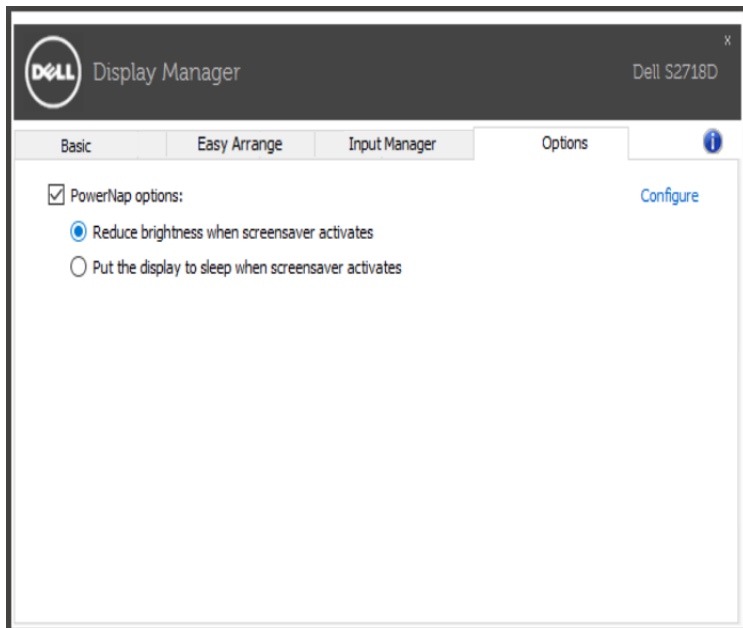 x
DELL Display Manager Dell S2718D
Basic Easy Arrange Input Manager Options i
PowerNap options: Configure
Reduce brightness when screensaver activates
Put the display to sleep when screensaver activates